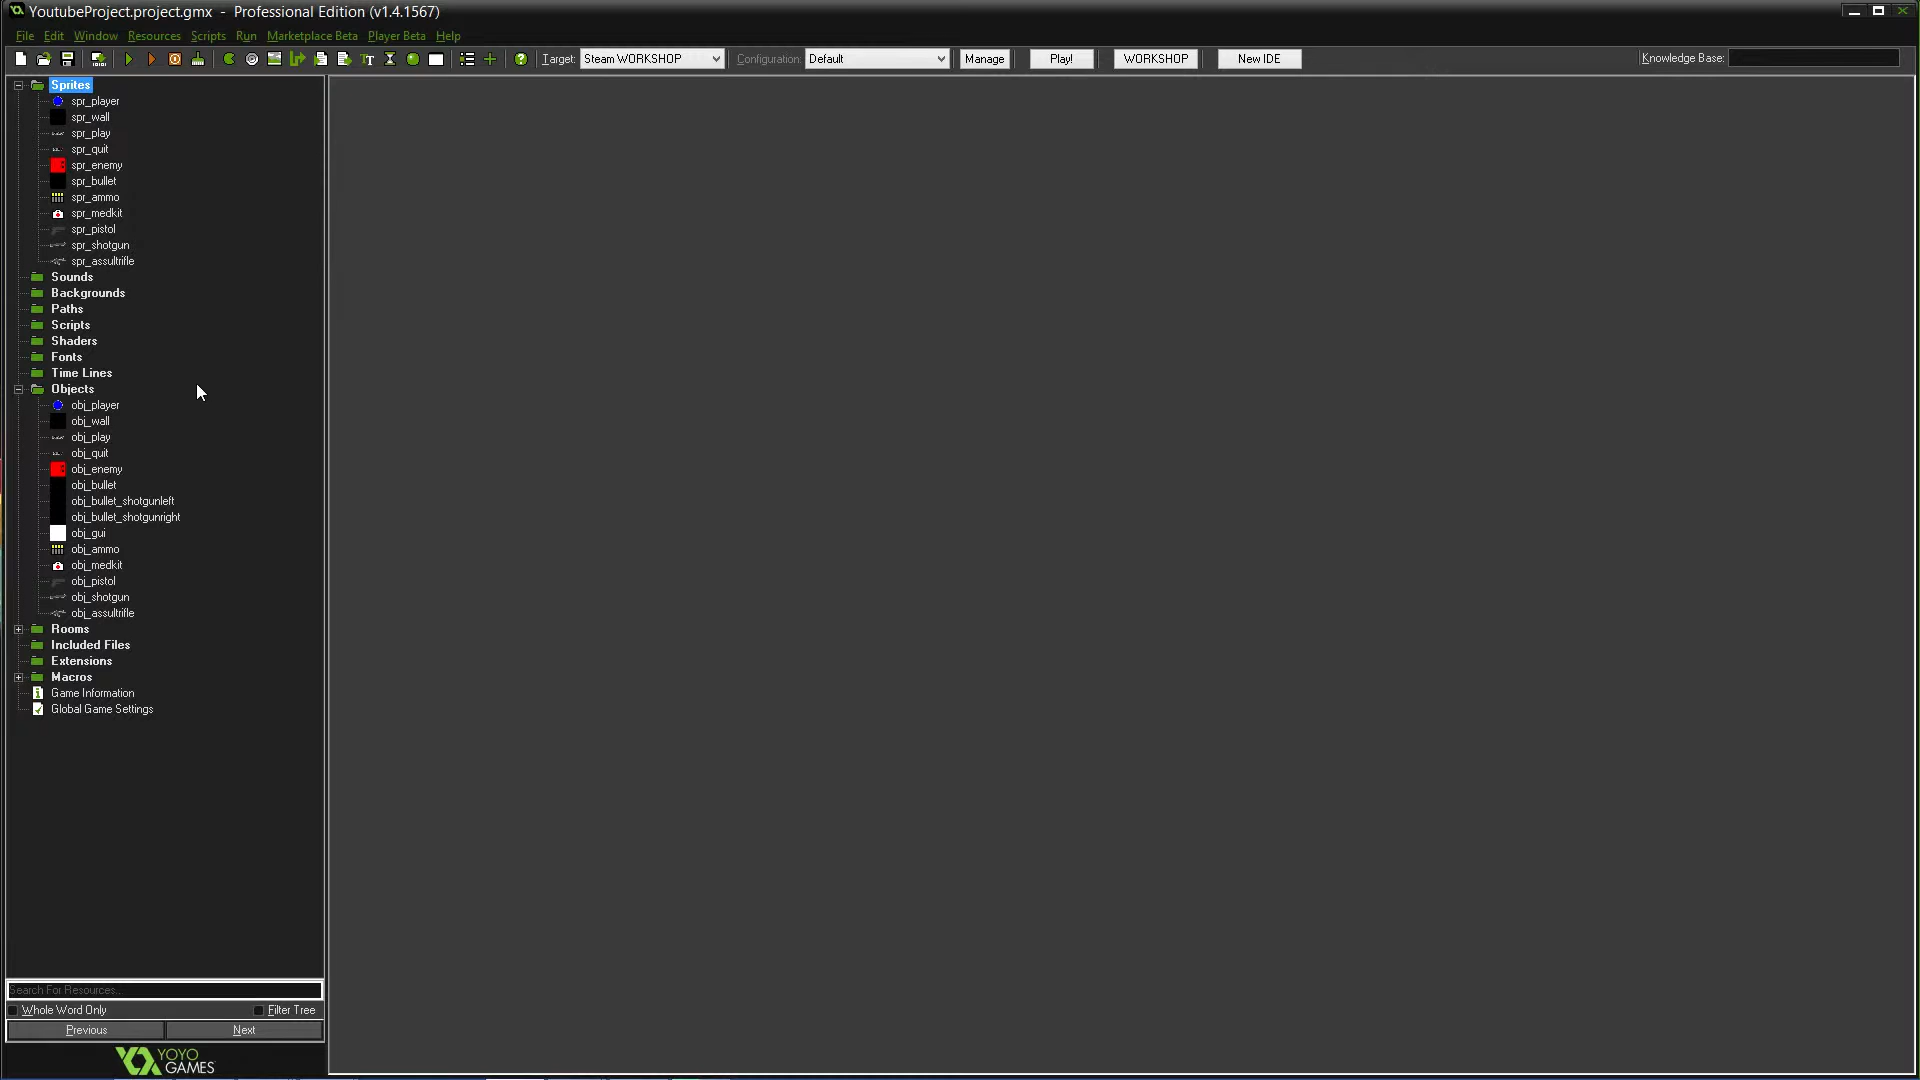 YoutubeProject.project.gmx  -  Professional Edition (v1.4.1567)
File Edit Window Resources Scripts Run Marketplace Beta Player Beta Help
Target: Steam WORKSHOP Configuration: Default Manage Play! WORKSHOP New IDE Knowledge Base:
Sprites
spr_player
spr_wall
spr_play
spr_quit
spr_enemy
spr_bullet
spr_ammo
spr_medkit
spr_pistol
spr_shotgun
spr_assultrifle
Sounds
Backgrounds
Paths
Scripts
Shaders
Fonts
Time Lines
Objects
obj_player
obj_wall
obj_play
obj_quit
obj_enemy
obj_bullet
obj_bullet_shotgunleft
obj_bullet_shotgunright
obj_gui
obj_ammo
obj_medkit
obj_pistol
obj_shotgun
obj_assultrifle
Rooms
Included Files
Extensions
Macros
Game Information
Global Game Settings
Search For Resources...
Whole Word Only Filter Tree
Previous Next
YOYO
GAMES